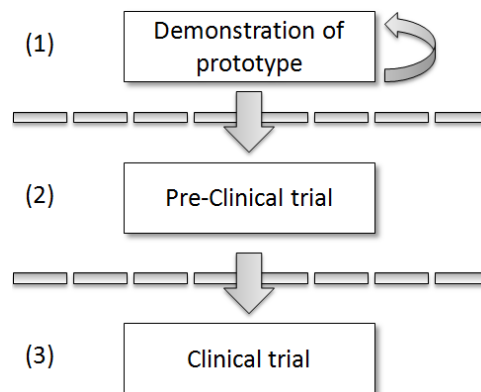 (1)
Demonstration of
prototype
(2)
Pre-Clinical trial
(3)
Clinical trial